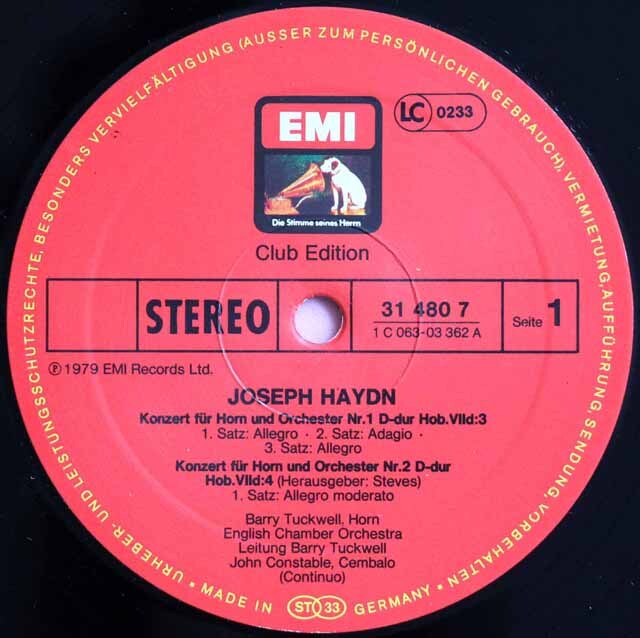 URHEBER- UND LEISTUNGSSCHUTZRECHTE, BESONDERS VERVIELFÄLTIGUNG (AUSSER ZUM PERSÖNLICHEN GEBRAUCH), VERMIETUNG, AUFFÜHRUNG, SENDUNG, VORBEHALTEN
EMI
LC 0233
Die Stimme seines Herrn
Club Edition
STEREO
31 480 7
1 C 063-03 362 A
Seite 1
℗ 1979 EMI Records Ltd.
JOSEPH HAYDN
Konzert für Horn und Orchester Nr.1 D-dur Hob.VIId:3
1. Satz: Allegro · 2. Satz: Adagio ·
3. Satz: Allegro
Konzert für Horn und Orchester Nr.2 D-dur
Hob.VIId:4 (Herausgeber: Steves)
1. Satz: Allegro moderato
Barry Tuckwell, Horn
English Chamber Orchestra
Leitung Barry Tuckwell
John Constable, Cembalo
(Continuo)
• MADE IN ST 33 GERMANY •